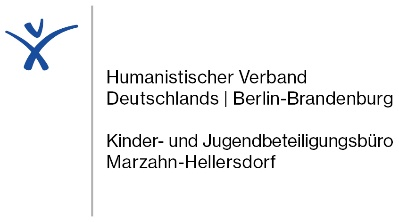 Humanistischer Verband
Deutschlands | Berlin-Brandenburg
Kinder- und Jugendbeteiligungsbüro
Marzahn-Hellersdorf